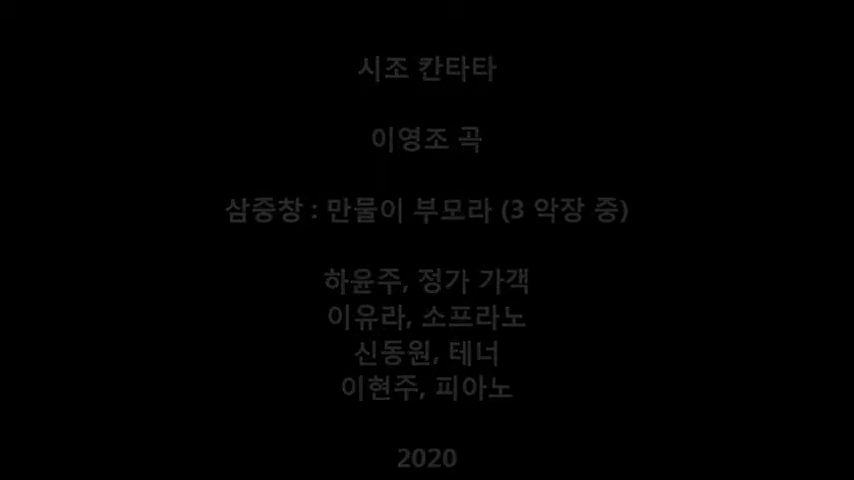 시조 칸타타
이영조 곡
삼중창 : 만물이 부모라 (3 악장 중)
하윤주, 정가 가객
이유라, 소프라노
신동원, 테너
이현주, 피아노
2020